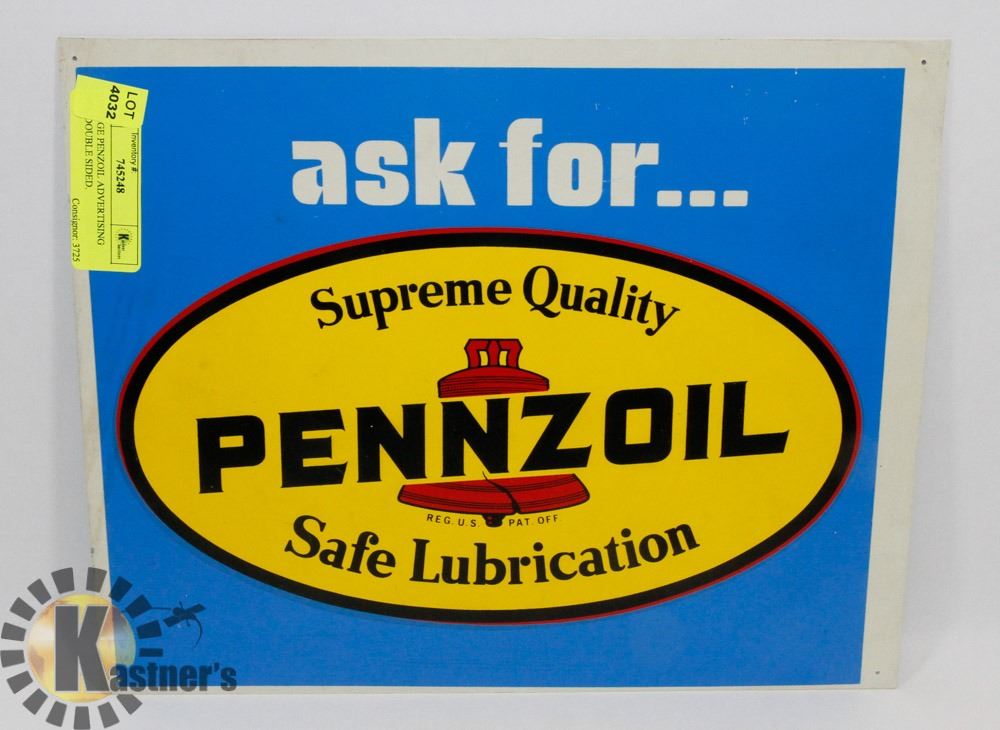 ask for...
Supreme Quality
PENNZOIL
REG. U.S. PAT. OFF.
Safe Lubrication
LOT
4032
Inventory #:
745248
GE PENZOIL ADVERTISING
DOUBLE SIDED.
Consignor: 3725
Kastner's